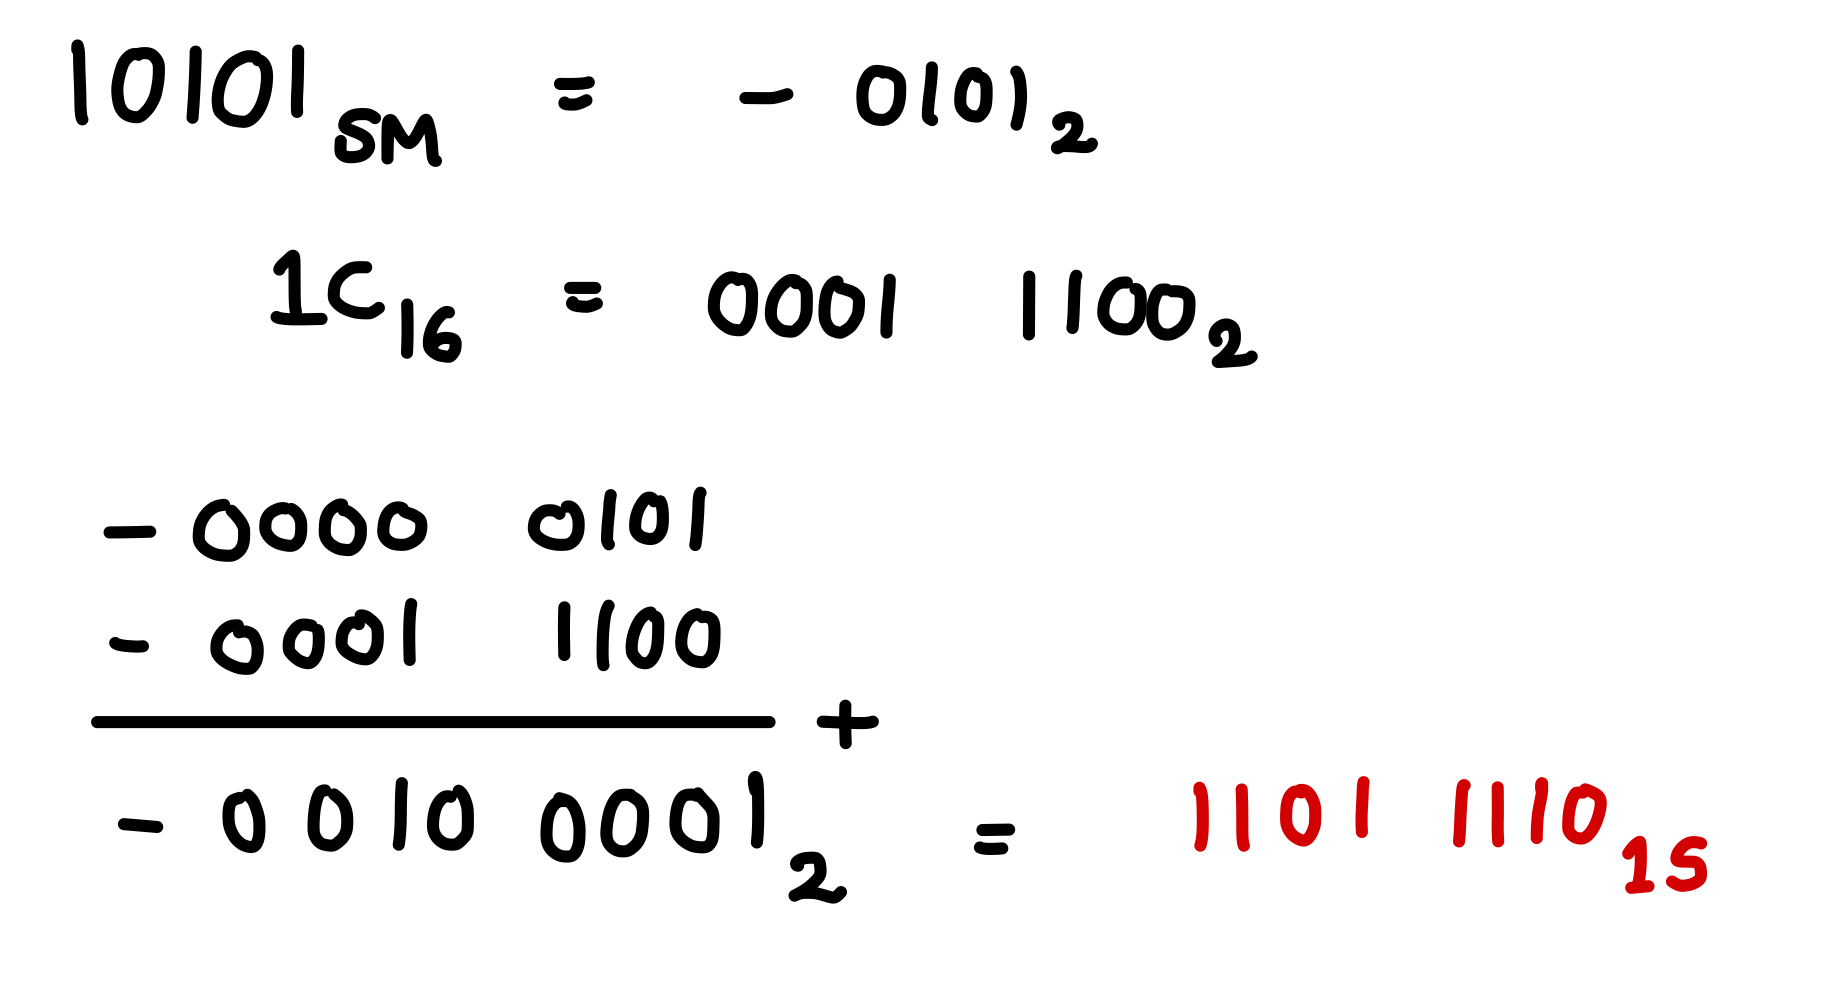 10101SM = - 01012
1C16 = 0001 11002
- 0000 0101
- 0001 1100
+
- 0010 00012 = 1101 11101S